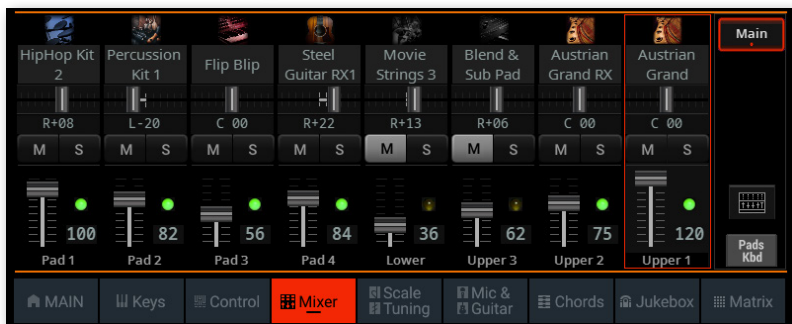 HipHop Kit 2
Percussion Kit 1
Flip Blip
Steel Guitar RX1
Movie Strings 3
Blend & Sub Pad
Austrian Grand RX
Austrian Grand
Main
R+08 L-20 C 00 R+22 R+13 R+06 C 00 C 00
M S M S M S M S M S M S M S M S
100 82 56 84 36 62 75 120
Pads Kbd
Pad 1 Pad 2 Pad 3 Pad 4 Lower Upper 3 Upper 2 Upper 1
MAIN Keys Control Mixer Scale Tuning Mic & Guitar Chords Jukebox Matrix